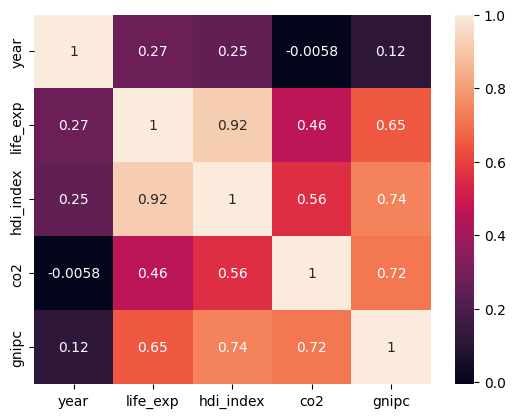 year 1 0.27 0.25 -0.0058 0.12
life_exp 0.27 1 0.92 0.46 0.65
hdi_index 0.25 0.92 1 0.56 0.74
co2 -0.0058 0.46 0.56 1 0.72
gnipc 0.12 0.65 0.74 0.72 1
year life_exp hdi_index co2 gnipc
1.0
0.8
0.6
0.4
0.2
0.0